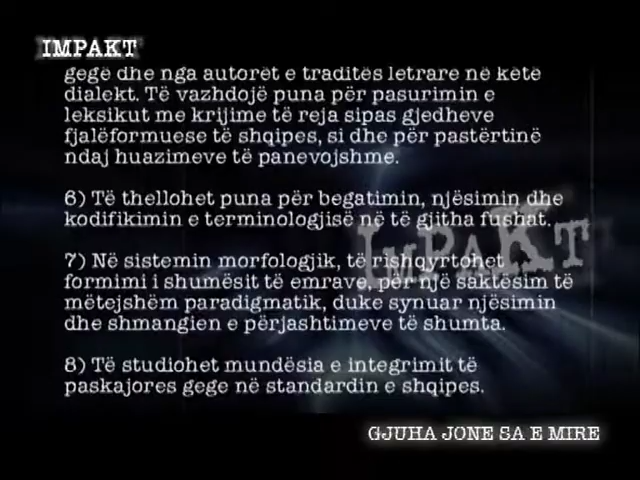 IMPAKT
gegë dhe nga autorët e traditës letrare në këtë
dialekt. Të vazhdojë puna për pasurimin e
leksikut me krijime të reja sipas gjedheve
fjalëformuese të shqipes, si dhe për pastërtinë
ndaj huazimeve të panevojshme.
6) Të thellohet puna për begatimin, njësimin dhe
kodifikimin e terminologjisë në të gjitha fushat.
IMPAKT
7) Në sistemin morfologjik, të rishqyrtohet
formimi i shumësit të emrave, për një saktësim të
mëtejshëm paradigmatik, duke synuar njësimin
dhe shmangien e përjashtimeve të shumta.
8) Të studiohet mundësia e integrimit të
paskajores gege në standardin e shqipes.
GJUHA JONE SA E MIRE